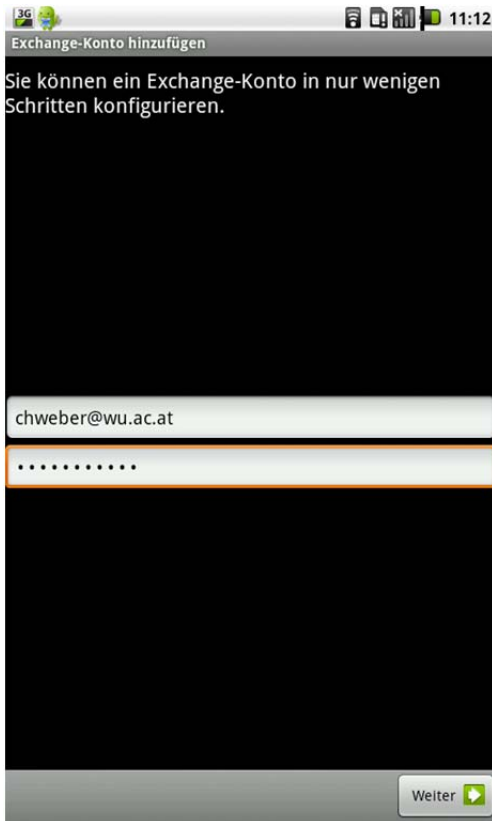 3G 11:12
Exchange-Konto hinzufügen
Sie können ein Exchange-Konto in nur wenigen
Schritten konfigurieren.
chweber@wu.ac.at
•••••••••••
Weiter